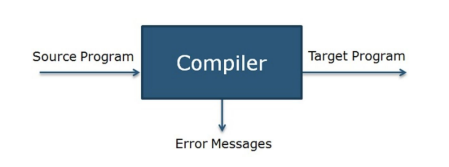 Source Program
Compiler
Target Program
Error Messages